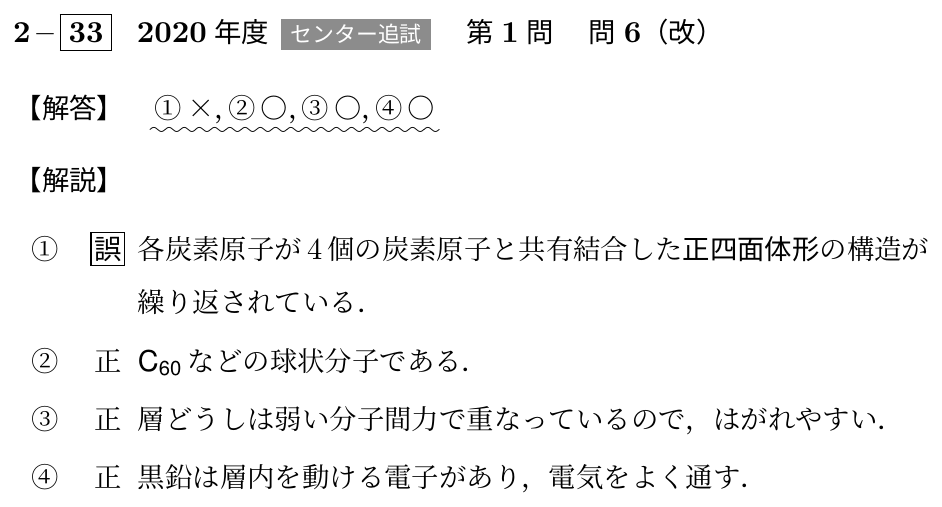 2－33 2020 年度 センター追試 第 1 問 問 6（改）
【解答】 ①×，②○，③○，④○
【解説】
① 誤 各炭素原子が 4 個の炭素原子と共有結合した正四面体形の構造が
繰り返されている．
② 正 C₆₀ などの球状分子である．
③ 正 層どうしは弱い分子間力で重なっているので，はがれやすい．
④ 正 黒鉛は層内を動ける電子があり，電気をよく通す．